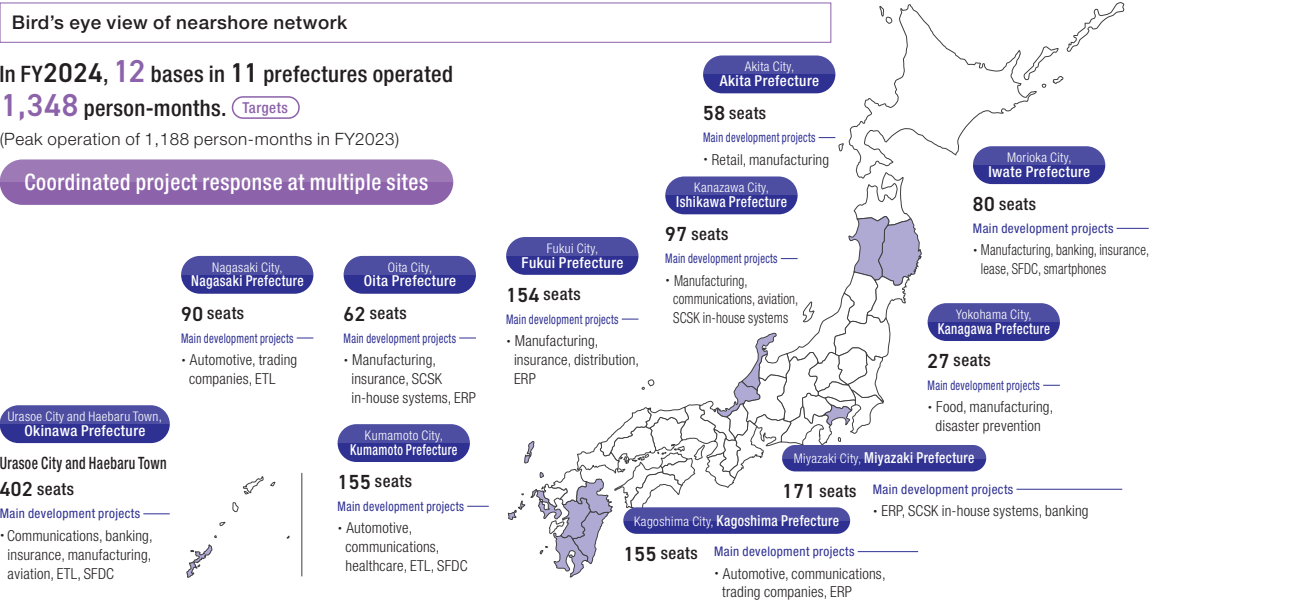 Bird's eye view of nearshore network
In FY2024, 12 bases in 11 prefectures operated
1,348 person-months. Targets
(Peak operation of 1,188 person-months in FY2023)
Coordinated project response at multiple sites
Akita City,
Akita Prefecture
58 seats
Main development projects
・Retail, manufacturing
Morioka City,
Iwate Prefecture
80 seats
Main development projects
・Manufacturing, banking, insurance,
lease, SFDC, smartphones
Kanazawa City,
Ishikawa Prefecture
97 seats
Main development projects
・Manufacturing,
communications, aviation,
SCSK in-house systems
Fukui City,
Fukui Prefecture
154 seats
Main development projects
・Manufacturing,
insurance, distribution,
ERP
Nagasaki City,
Nagasaki Prefecture
90 seats
Main development projects
・Automotive, trading
companies, ETL
Oita City,
Oita Prefecture
62 seats
Main development projects
・Manufacturing,
insurance, SCSK
in-house systems, ERP
Yokohama City,
Kanagawa Prefecture
27 seats
Main development projects
・Food, manufacturing,
disaster prevention
Urasoe City and Haebaru Town,
Okinawa Prefecture
Urasoe City and Haebaru Town
402 seats
Main development projects
・Communications, banking,
insurance, manufacturing,
aviation, ETL, SFDC
Kumamoto City,
Kumamoto Prefecture
155 seats
Main development projects
・Automotive,
communications,
healthcare, ETL, SFDC
Miyazaki City, Miyazaki Prefecture
171 seats
Main development projects
・ERP, SCSK in-house systems, banking
Kagoshima City, Kagoshima Prefecture
155 seats
Main development projects
・Automotive, communications,
trading companies, ERP